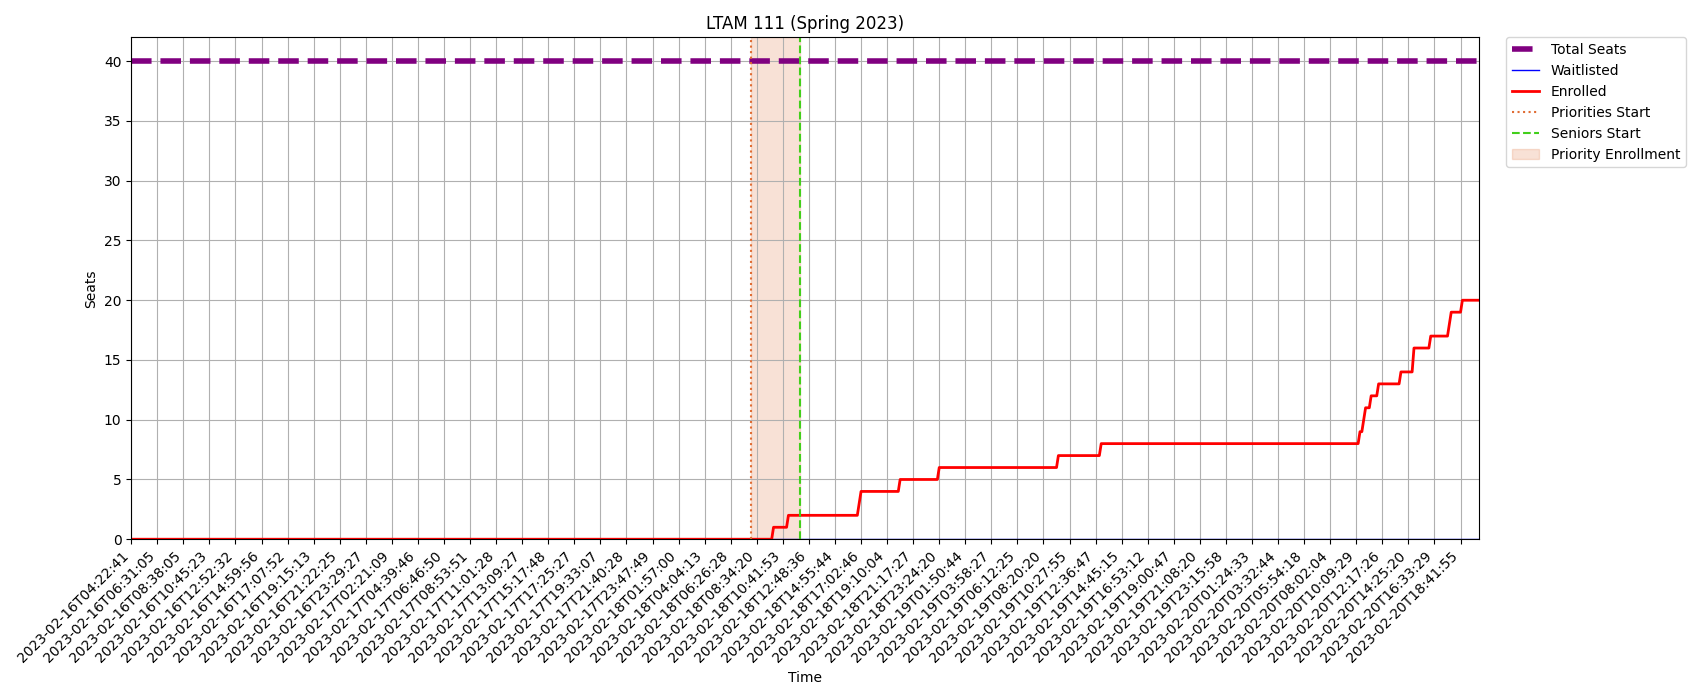 LTAM 111 (Spring 2023)
Total Seats
Waitlisted
Enrolled
Priorities Start
Seniors Start
Priority Enrollment
Seats
40
35
30
25
20
15
10
5
0
2023-02-16T04:22:41
2023-02-16T06:31:05
2023-02-16T08:38:05
2023-02-16T10:45:23
2023-02-16T12:52:32
2023-02-16T14:59:56
2023-02-16T17:07:52
2023-02-16T19:15:13
2023-02-16T21:22:25
2023-02-16T23:29:27
2023-02-17T02:21:09
2023-02-17T04:39:46
2023-02-17T06:46:50
2023-02-17T08:53:51
2023-02-17T11:01:28
2023-02-17T13:09:27
2023-02-17T15:17:48
2023-02-17T17:25:27
2023-02-17T19:33:07
2023-02-17T21:40:28
2023-02-17T23:47:49
2023-02-18T01:57:00
2023-02-18T04:04:13
2023-02-18T06:26:28
2023-02-18T08:34:20
2023-02-18T10:41:53
2023-02-18T12:48:36
2023-02-18T14:55:44
2023-02-18T17:02:46
2023-02-18T19:10:04
2023-02-18T21:17:27
2023-02-18T23:24:20
2023-02-19T01:50:44
2023-02-19T03:58:27
2023-02-19T06:12:25
2023-02-19T08:20:20
2023-02-19T10:27:55
2023-02-19T12:36:47
2023-02-19T14:45:15
2023-02-19T16:53:12
2023-02-19T19:00:47
2023-02-19T21:08:20
2023-02-19T23:15:58
2023-02-20T01:24:33
2023-02-20T03:32:44
2023-02-20T05:54:18
2023-02-20T08:02:04
2023-02-20T10:09:29
2023-02-20T12:17:26
2023-02-20T14:25:20
2023-02-20T16:33:29
2023-02-20T18:41:55
Time